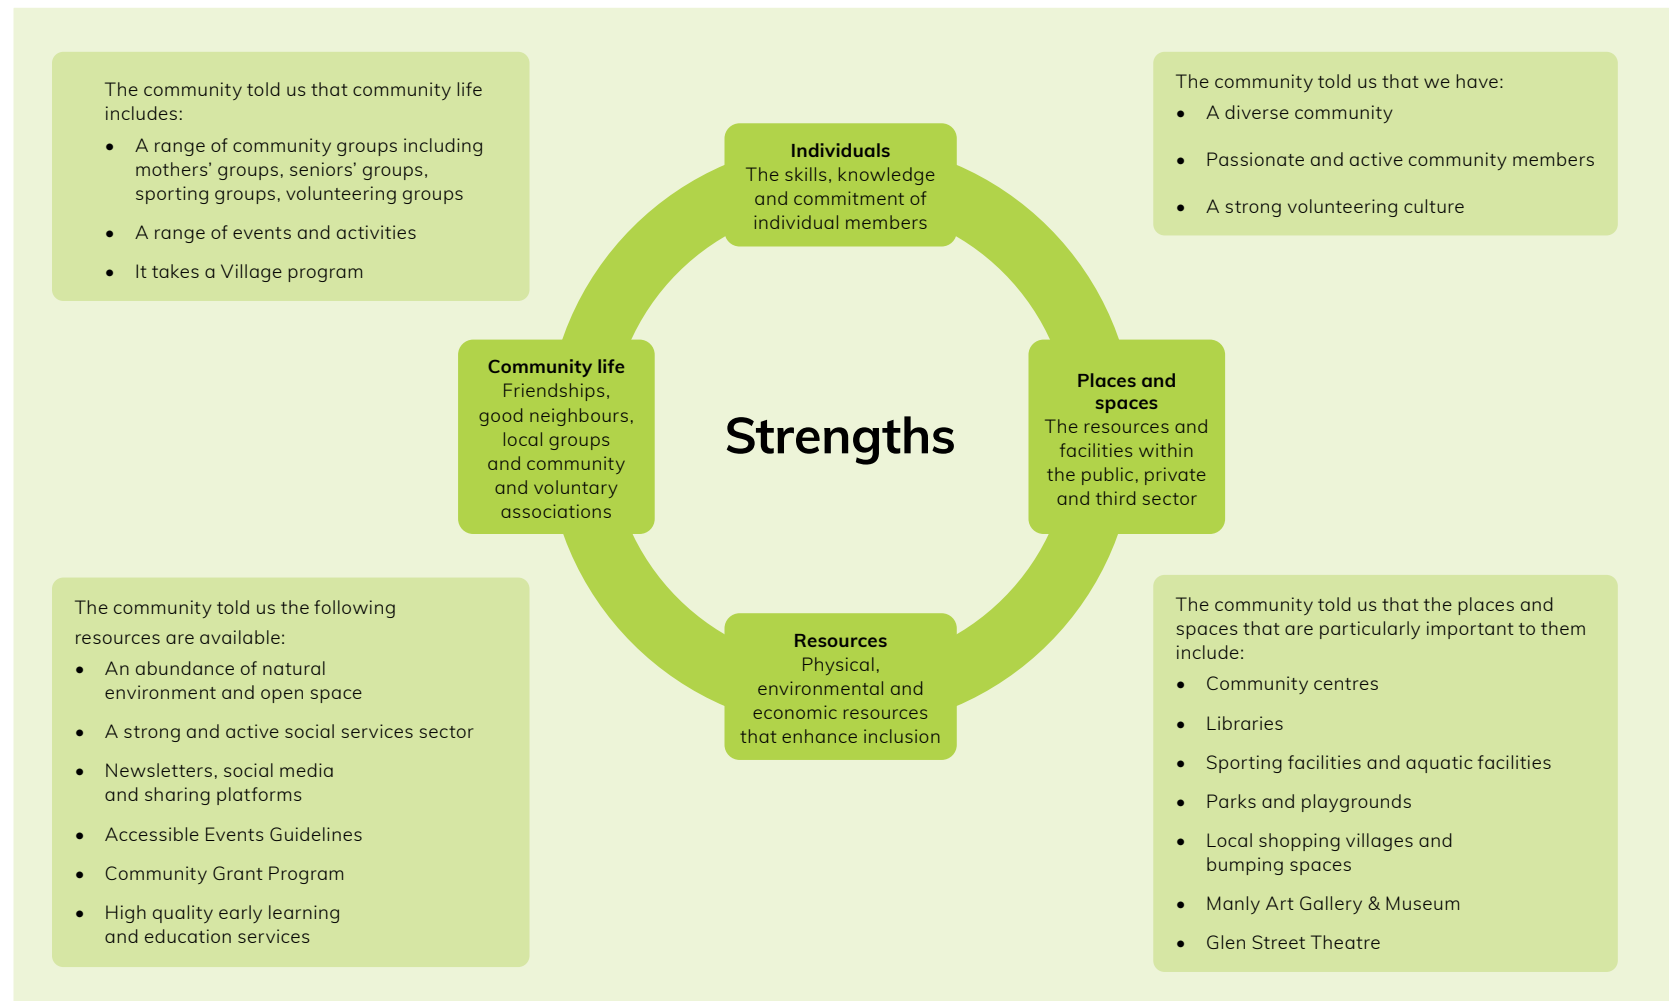 The community told us that community life
includes:
• A range of community groups including
mothers’ groups, seniors’ groups,
sporting groups, volunteering groups
• A range of events and activities
• It takes a Village program
The community told us that we have:
• A diverse community
• Passionate and active community members
• A strong volunteering culture
Individuals
The skills, knowledge
and commitment of
individual members
Community life
Friendships,
good neighbours,
local groups
and community
and voluntary
associations
Strengths
Places and
spaces
The resources and
facilities within
the public, private
and third sector
Resources
Physical,
environmental and
economic resources
that enhance inclusion
The community told us the following
resources are available:
• An abundance of natural
environment and open space
• A strong and active social services sector
• Newsletters, social media
and sharing platforms
• Accessible Events Guidelines
• Community Grant Program
• High quality early learning
and education services
The community told us that the places and
spaces that are particularly important to them
include:
• Community centres
• Libraries
• Sporting facilities and aquatic facilities
• Parks and playgrounds
• Local shopping villages and
bumping spaces
• Manly Art Gallery & Museum
• Glen Street Theatre